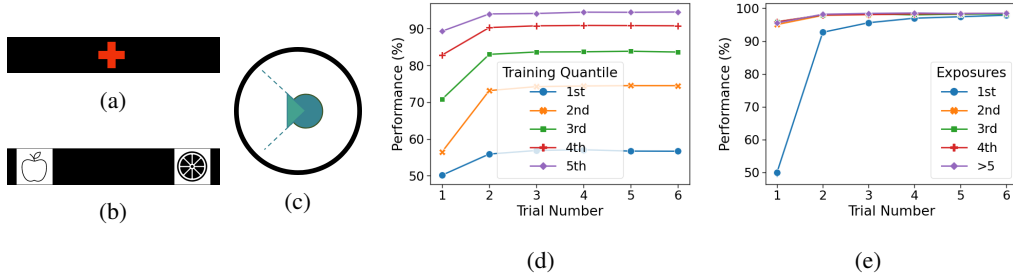 (a)
(b)
(c)
Performance (%)
90
80
70
60
50
Training Quantile
1st
2nd
3rd
4th
5th
1 2 3 4 5 6
Trial Number
(d)
Performance (%)
100
90
80
70
60
50
Exposures
1st
2nd
3rd
4th
>5
1 2 3 4 5 6
Trial Number
(e)